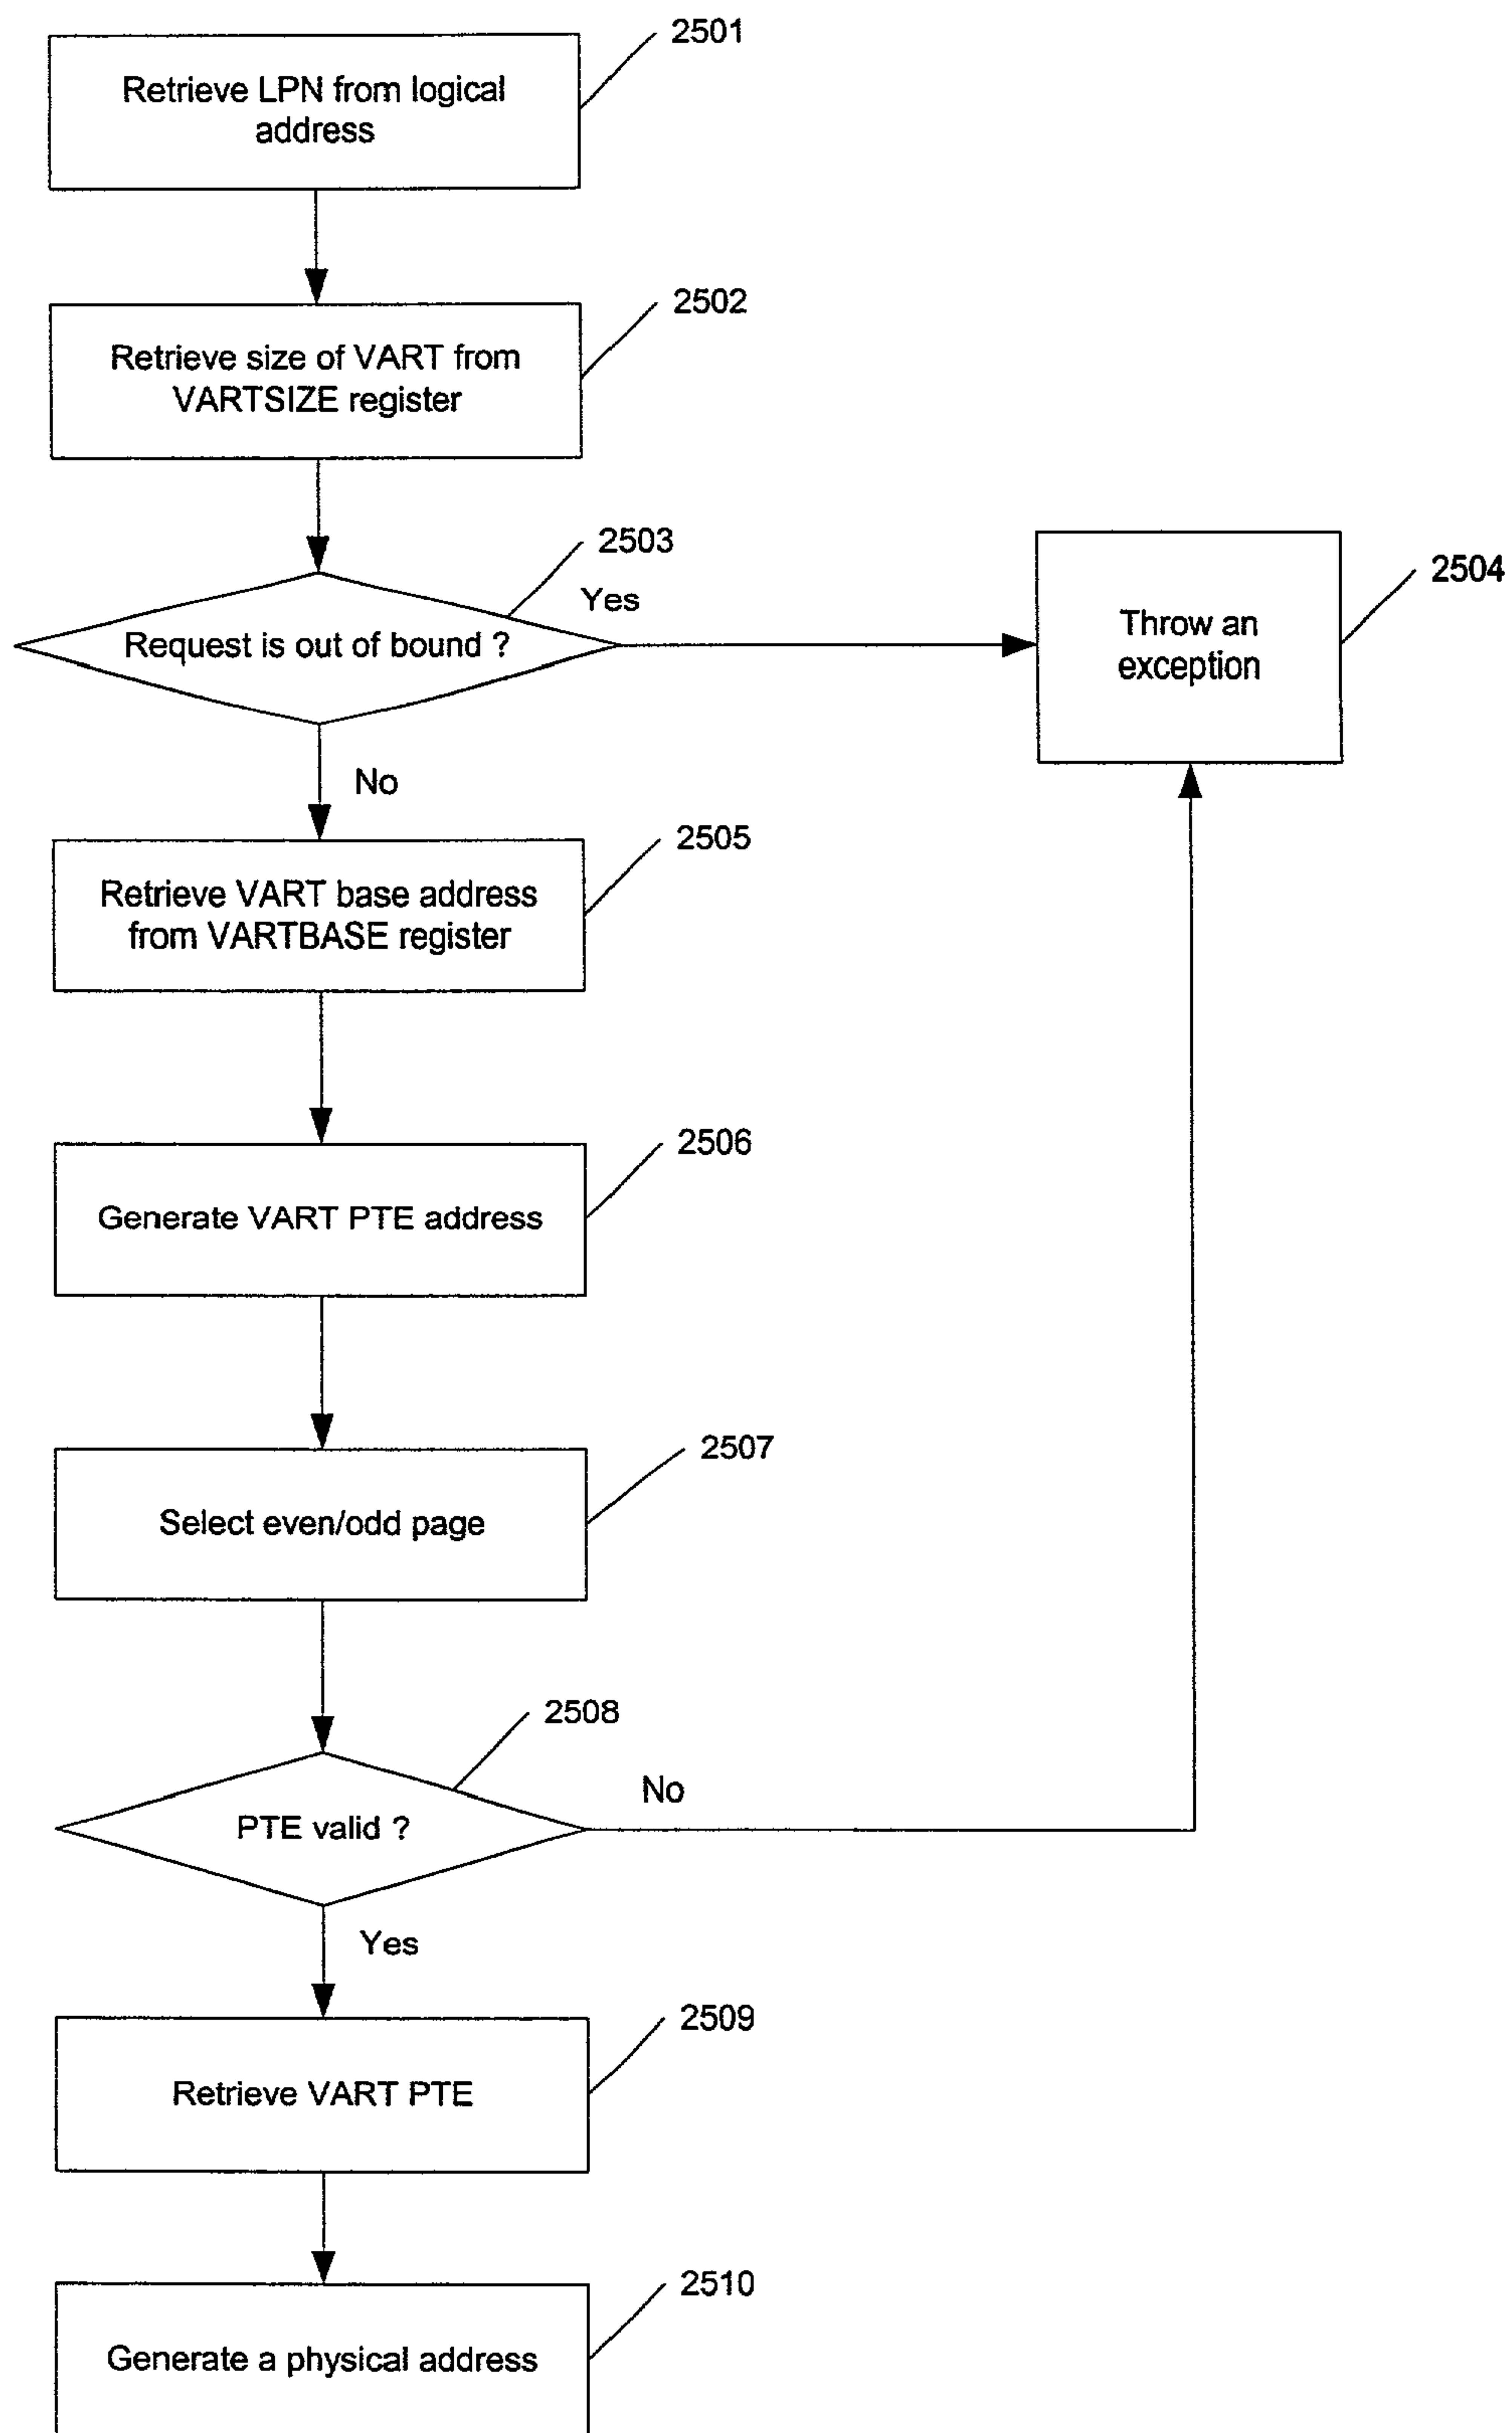 2501
Retrieve LPN from logical
address
2502
Retrieve size of VART from
VARTSIZE register
2503
Yes
Request is out of bound ?
2504
Throw an
exception
No
2505
Retrieve VART base address
from VARTBASE register
2506
Generate VART PTE address
2507
Select even/odd page
2508
No
PTE valid ?
Yes
2509
Retrieve VART PTE
2510
Generate a physical address